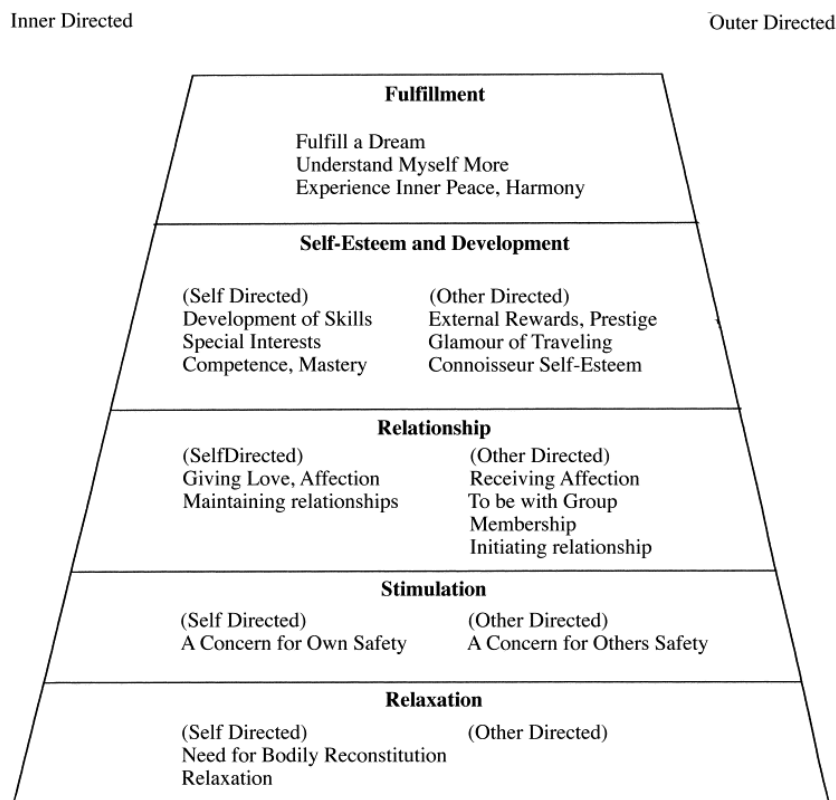 Inner Directed
Outer Directed
Fulfillment
Fulfill a Dream
Understand Myself More
Experience Inner Peace, Harmony
Self-Esteem and Development
(Self Directed)
Development of Skills
Special Interests
Competence, Mastery
(Other Directed)
External Rewards, Prestige
Glamour of Traveling
Connoisseur Self-Esteem
Relationship
(SelfDirected)
Giving Love, Affection
Maintaining relationships
(Other Directed)
Receiving Affection
To be with Group
Membership
Initiating relationship
Stimulation
(Self Directed)
A Concern for Own Safety
(Other Directed)
A Concern for Others Safety
Relaxation
(Self Directed)
Need for Bodily Reconstitution
Relaxation
(Other Directed)